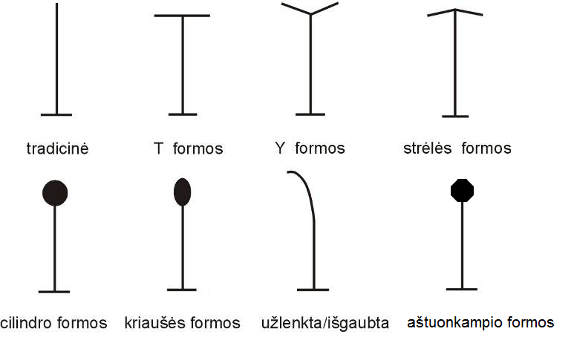 tradicinė
T formos
Y formos
strėlės formos
cilindro formos
kriaušės formos
užlenkta/išgaubta
aštuonkampio formos